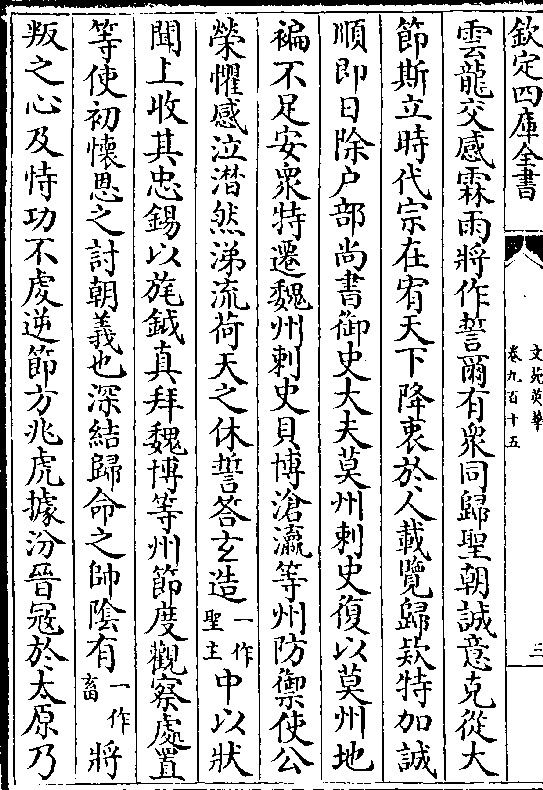 欽定四庫全書
文苑英華
卷九百十五
三
雲龍交感霖雨將作誓爾有衆同歸聖朝誠意克從大
節斯立時代宗在宥天下降衷於人載覽歸欵特加誠
順即日除户部尚書御史大夫莫州刺史復以莫州地
褊不足安衆特遷魏州刺史貝博滄瀛等州防禦使公
榮懼感泣潸然涕流荷天之休誓答玄造一作聖主中以狀
聞上收其忠錫以旄鉞真拜魏博等州節度觀察處置
等使初懷恩之討朝義也深結歸命之帥陰有一作畜將
叛之心及恃功不䖍逆節方兆虎據汾晉冦於太原乃